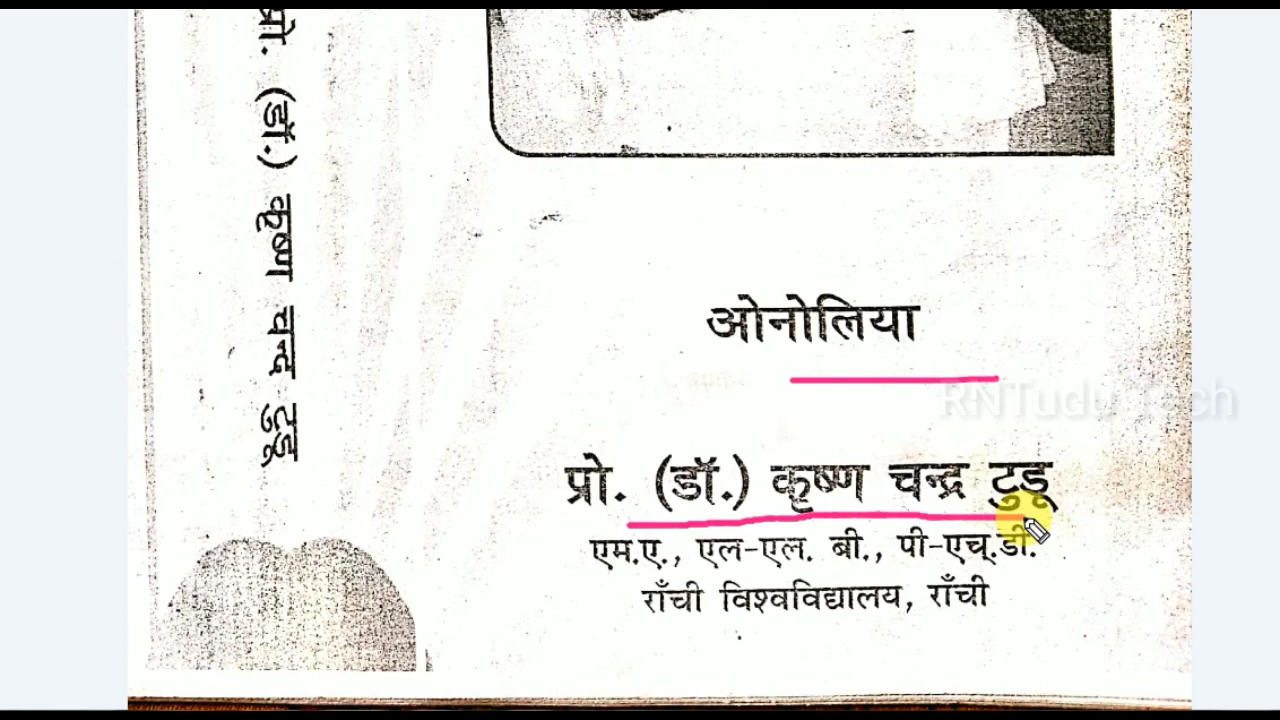 प्रो. (डॉ.) कृष्ण चन्द्र टुडू
ओनोलिया
RNTudu Tech
प्रो. (डॉ.) कृष्ण चन्द्र टुडू
एम.ए., एल-एल. बी., पी-एच्.डी.
राँची विश्वविद्यालय, राँची